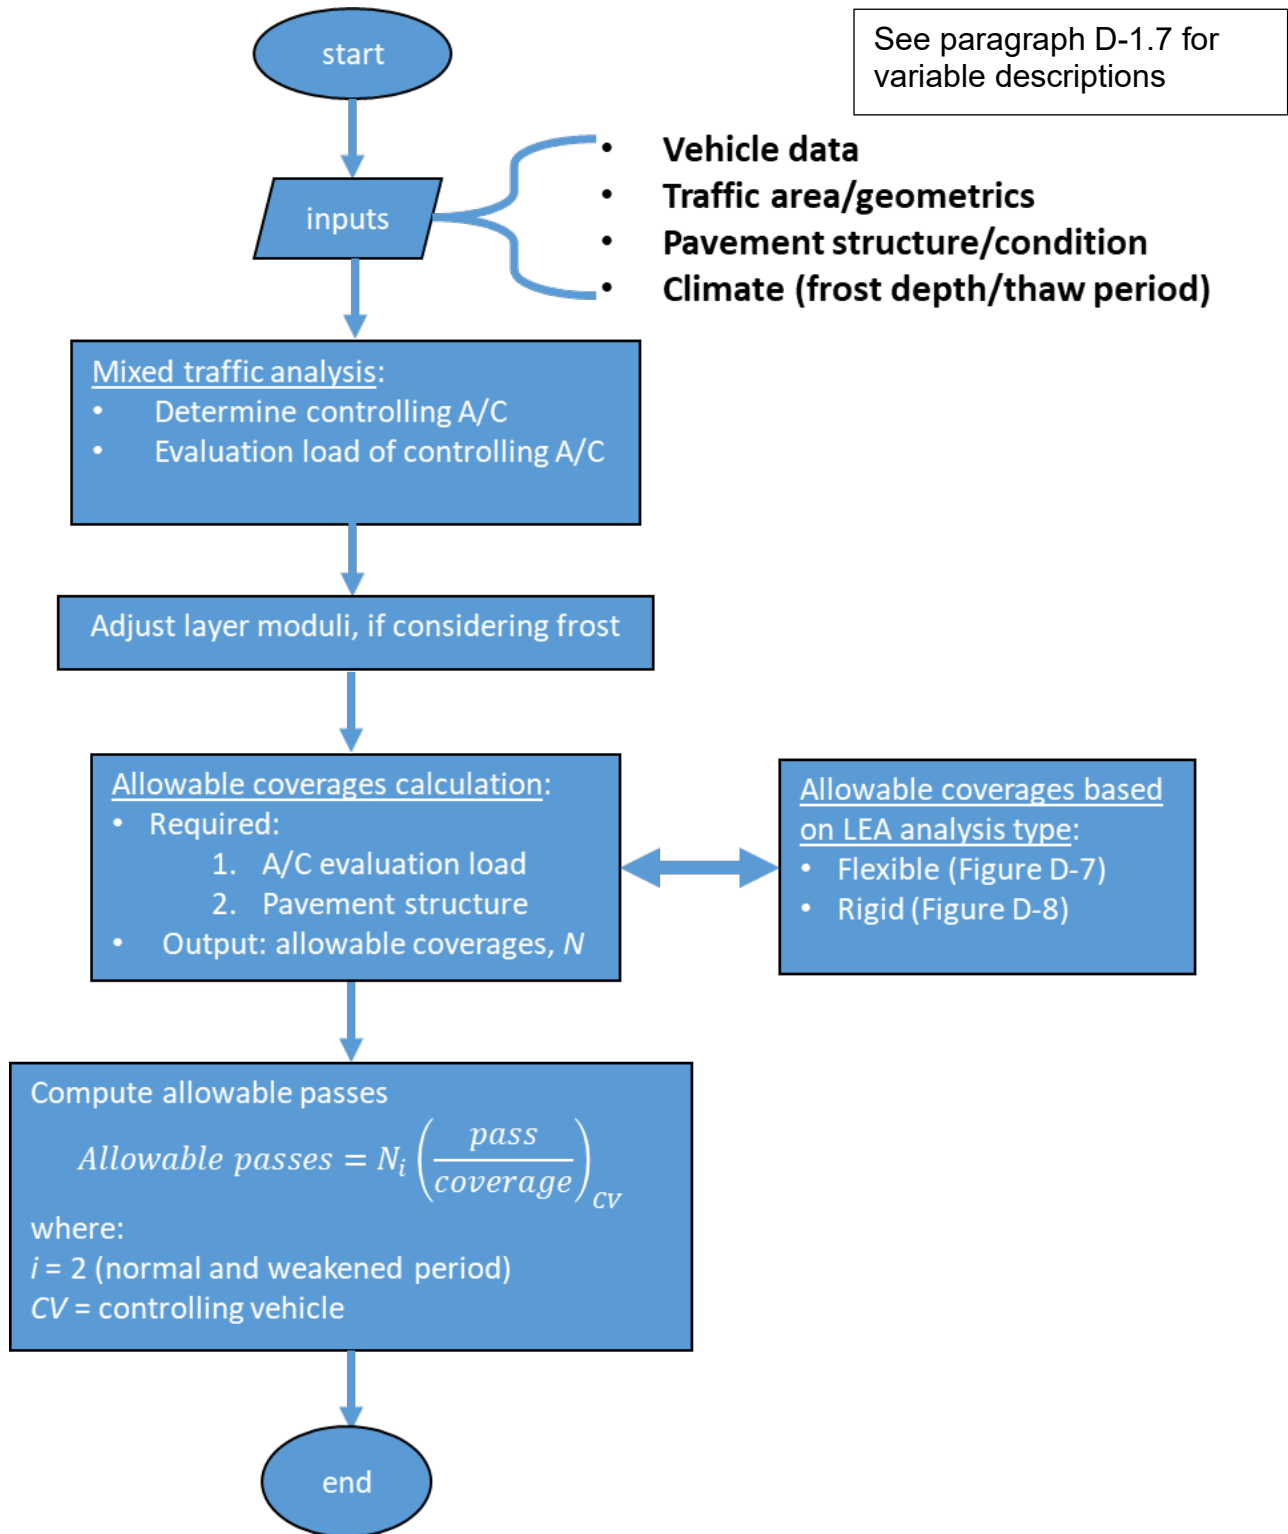 start
See paragraph D-1.7 for
variable descriptions
inputs
• Vehicle data
• Traffic area/geometrics
• Pavement structure/condition
• Climate (frost depth/thaw period)
Mixed traffic analysis:
• Determine controlling A/C
• Evaluation load of controlling A/C
Adjust layer moduli, if considering frost
Allowable coverages calculation:
• Required:
1. A/C evaluation load
2. Pavement structure
• Output: allowable coverages, N
Allowable coverages based
on LEA analysis type:
• Flexible (Figure D-7)
• Rigid (Figure D-8)
Compute allowable passes
Allowable passes = N_i (pass/coverage)_CV
where:
i = 2 (normal and weakened period)
CV = controlling vehicle
end